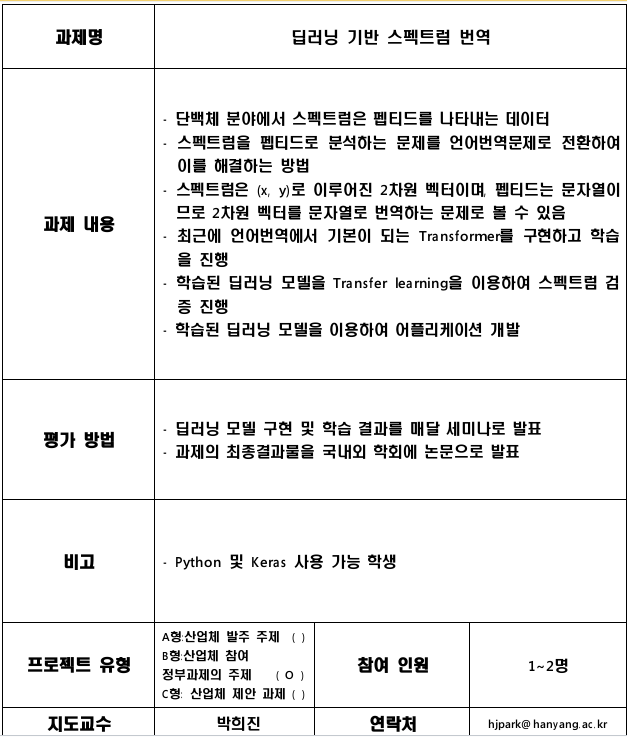 과제명
딥러닝 기반 스펙트럼 번역
과제 내용
- 단백체 분야에서 스펙트럼은 펩티드를 나타내는 데이터
- 스펙트럼을 펩티드로 분석하는 문제를 언어번역문제로 전환하여
이를 해결하는 방법
- 스펙트럼은 (x, y)로 이루어진 2차원 벡터이며, 펩티드는 문자열이
므로 2차원 벡터를 문자열로 번역하는 문제로 볼 수 있음
- 최근에 언어번역에서 기본이 되는 Transformer를 구현하고 학습
을 진행
- 학습된 딥러닝 모델을 Transfer learning을 이용하여 스펙트럼 검
증 진행
- 학습된 딥러닝 모델을 이용하여 어플리케이션 개발
평가 방법
- 딥러닝 모델 구현 및 학습 결과를 매달 세미나로 발표
- 과제의 최종결과물을 국내외 학회에 논문으로 발표
비고
- Python 및 Keras 사용 가능 학생
프로젝트 유형
A형:산업체 발주 주제 ( )
B형:산업체 참여
정부과제의 주제 ( O )
C형: 산업체 제안 과제 ( )
참여 인원
1~2명
지도교수
박희진
연락처
hjpark@hanyang.ac.kr